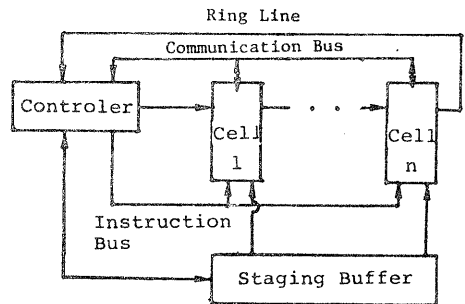 Ring Line
Communication Bus
Controler
Cell
1
. . .
Cell
n
Instruction
Bus
Staging Buffer